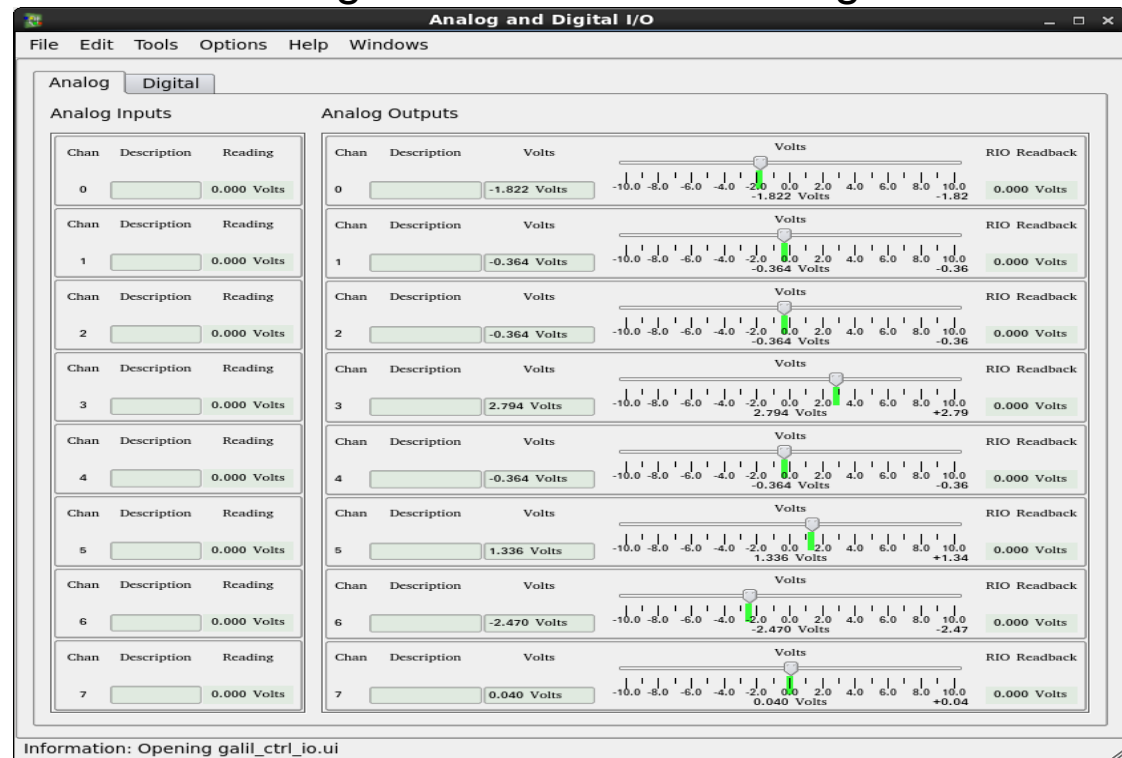 Analog and Digital I/O
File Edit Tools Options Help Windows
Analog Digital
Analog Inputs Analog Outputs
Chan Description Reading Chan Description Volts Volts RIO Readback
0 0.000 Volts 0 -1.822 Volts -10.0 -8.0 -6.0 -4.0 -2.0 0.0 2.0 4.0 6.0 8.0 10.0 0.000 Volts
-1.822 Volts -1.82
Chan Description Reading Chan Description Volts Volts RIO Readback
1 0.000 Volts 1 -0.364 Volts -10.0 -8.0 -6.0 -4.0 -2.0 0.0 2.0 4.0 6.0 8.0 10.0 0.000 Volts
-0.364 Volts -0.36
Chan Description Reading Chan Description Volts Volts RIO Readback
2 0.000 Volts 2 -0.364 Volts -10.0 -8.0 -6.0 -4.0 -2.0 0.0 2.0 4.0 6.0 8.0 10.0 0.000 Volts
-0.364 Volts -0.36
Chan Description Reading Chan Description Volts Volts RIO Readback
3 0.000 Volts 3 2.794 Volts -10.0 -8.0 -6.0 -4.0 -2.0 0.0 2.0 4.0 6.0 8.0 10.0 0.000 Volts
2.794 Volts +2.79
Chan Description Reading Chan Description Volts Volts RIO Readback
4 0.000 Volts 4 -0.364 Volts -10.0 -8.0 -6.0 -4.0 -2.0 0.0 2.0 4.0 6.0 8.0 10.0 0.000 Volts
-0.364 Volts -0.36
Chan Description Reading Chan Description Volts Volts RIO Readback
5 0.000 Volts 5 1.336 Volts -10.0 -8.0 -6.0 -4.0 -2.0 0.0 2.0 4.0 6.0 8.0 10.0 0.000 Volts
1.336 Volts +1.34
Chan Description Reading Chan Description Volts Volts RIO Readback
6 0.000 Volts 6 -2.470 Volts -10.0 -8.0 -6.0 -4.0 -2.0 0.0 2.0 4.0 6.0 8.0 10.0 0.000 Volts
-2.470 Volts -2.47
Chan Description Reading Chan Description Volts Volts RIO Readback
7 0.000 Volts 7 0.040 Volts -10.0 -8.0 -6.0 -4.0 -2.0 0.0 2.0 4.0 6.0 8.0 10.0 0.000 Volts
0.040 Volts +0.04
Information: Opening galil_ctrl_io.ui